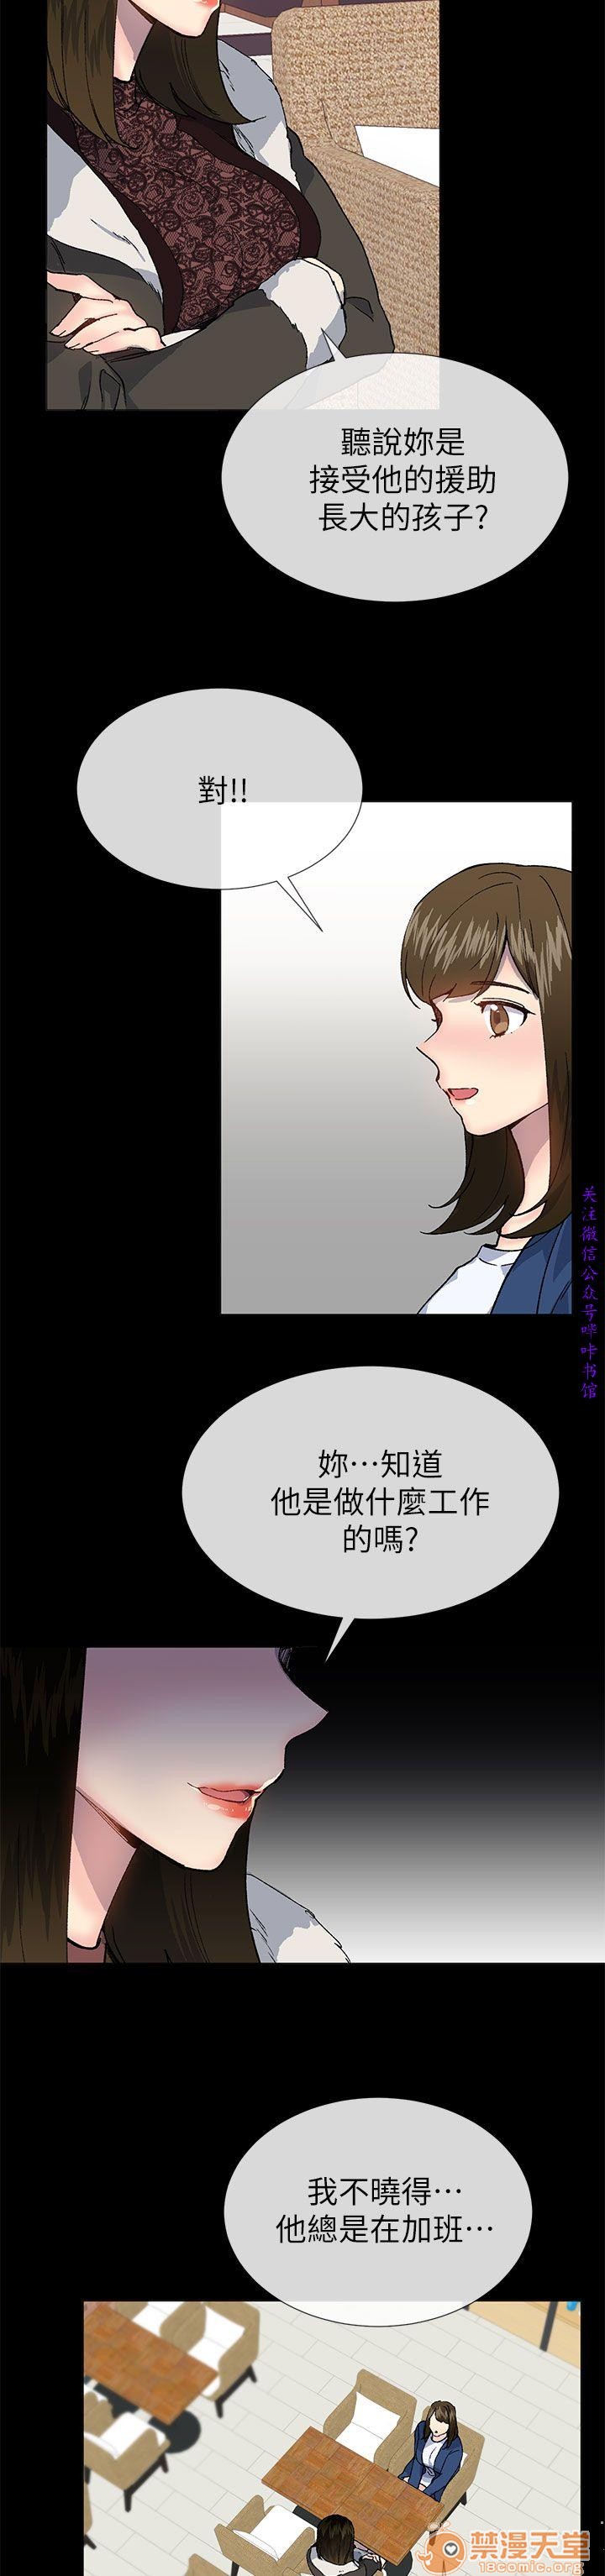 聽說妳是
接受他的援助
長大的孩子?
對!!
关注微信公众号哔咔书馆
妳⋯知道
他是做什麼工作
的嗎?
我不曉得⋯
他總是在加班⋯
禁漫天堂
18comic.org